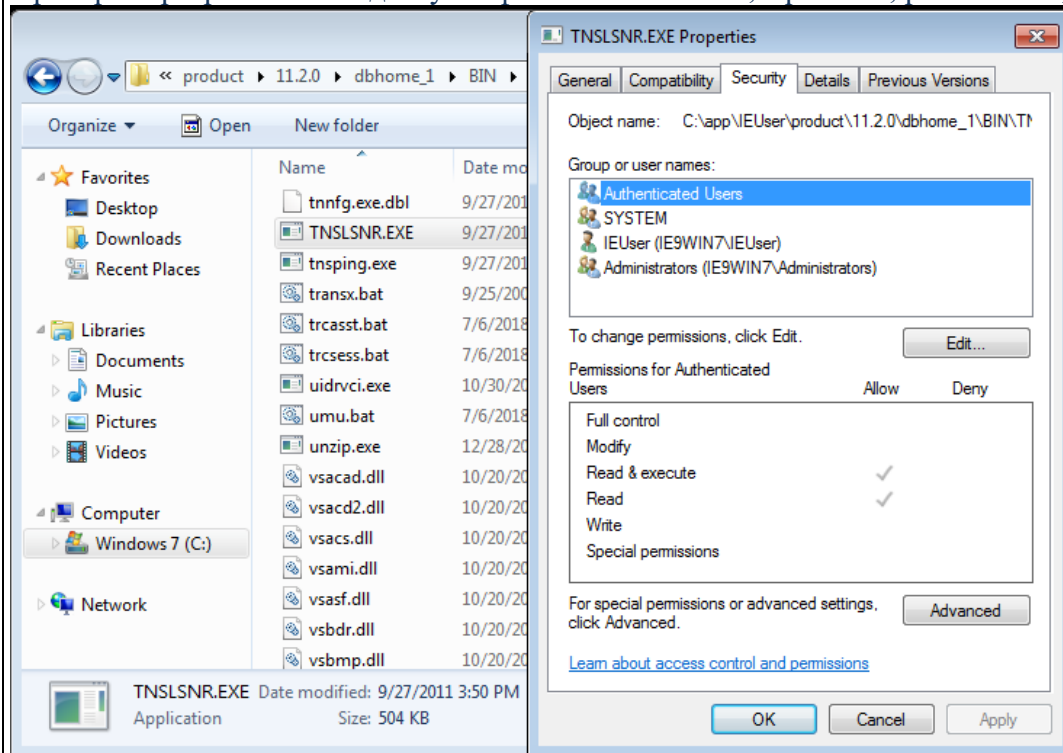 « product ▸ 11.2.0 ▸ dbhome_1 ▸ BIN ▸
Organize
Open
New folder
Favorites
Desktop
Downloads
Recent Places
Libraries
Documents
Music
Pictures
Videos
Computer
Windows 7 (C:)
Network
Name Date mo
tnnfg.exe.dbl 9/27/201
TNSLSNR.EXE 9/27/201
tnsping.exe 9/27/201
transx.bat 9/25/200
trcasst.bat 7/6/2018
trcsess.bat 7/6/2018
uidrvci.exe 10/30/20
umu.bat 7/6/2018
unzip.exe 12/28/20
vsacad.dll 10/20/20
vsacd2.dll 10/20/20
vsacs.dll 10/20/20
vsami.dll 10/20/20
vsasf.dll 10/20/20
vsbdr.dll 10/20/20
vsbmp.dll 10/20/20
TNSLSNR.EXE Date modified: 9/27/2011 3:50 PM
Application Size: 504 KB
TNSLSNR.EXE Properties
General Compatibility Security Details Previous Versions
Object name: C:\app\IEUser\product\11.2.0\dbhome_1\BIN\TN
Group or user names:
Authenticated Users
SYSTEM
IEUser (IE9WIN7\IEUser)
Administrators (IE9WIN7\Administrators)
To change permissions, click Edit.
Edit...
Permissions for Authenticated
Users Allow Deny
Full control
Modify
Read & execute
Read
Write
Special permissions
For special permissions or advanced settings,
click Advanced.
Advanced
Learn about access control and permissions
OK Cancel Apply